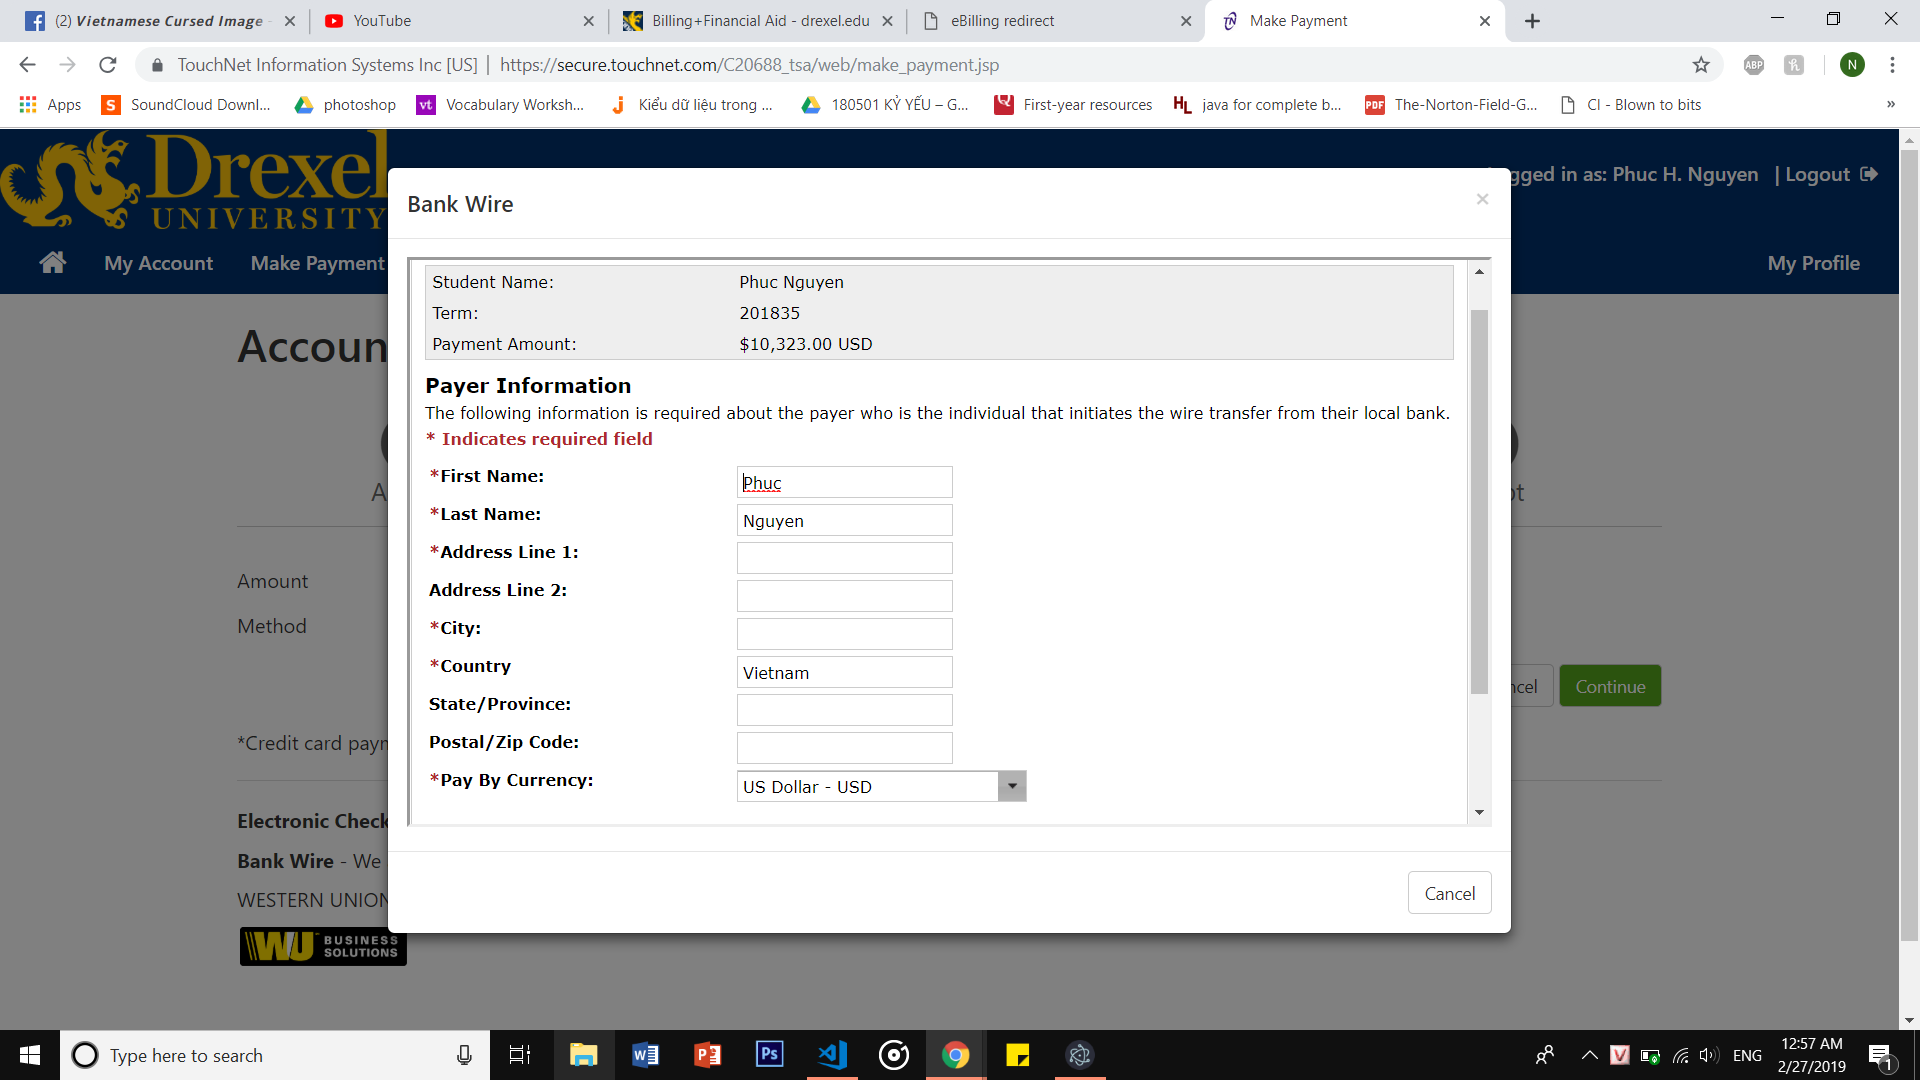 (2) Vietnamese Cursed Image
YouTube
Billing+Financial Aid - drexel.edu
eBilling redirect
Make Payment
TouchNet Information Systems Inc [US] | https://secure.touchnet.com/C20688_tsa/web/make_payment.jsp
Apps
SoundCloud Downl...
photoshop
Vocabulary Worksh...
Kiểu dữ liệu trong ...
180501 KỶ YẾU – G...
First-year resources
java for complete b...
The-Norton-Field-G...
CI - Blown to bits
Drexel
UNIVERSITY
gged in as: Phuc H. Nguyen | Logout
My Account
Make Payment
My Profile
Bank Wire
Student Name: Phuc Nguyen
Term: 201835
Payment Amount: $10,323.00 USD
Accoun
Payer Information
The following information is required about the payer who is the individual that initiates the wire transfer from their local bank.
* Indicates required field
*First Name: Phuc
*Last Name: Nguyen
*Address Line 1:
Address Line 2:
*City:
*Country Vietnam
State/Province:
Postal/Zip Code:
*Pay By Currency: US Dollar - USD
Amount
Method
ncel
Continue
*Credit card payn
Electronic Check
Bank Wire - We
WESTERN UNION
WU BUSINESS
SOLUTIONS
Cancel
Type here to search
ENG
12:57 AM
2/27/2019
1